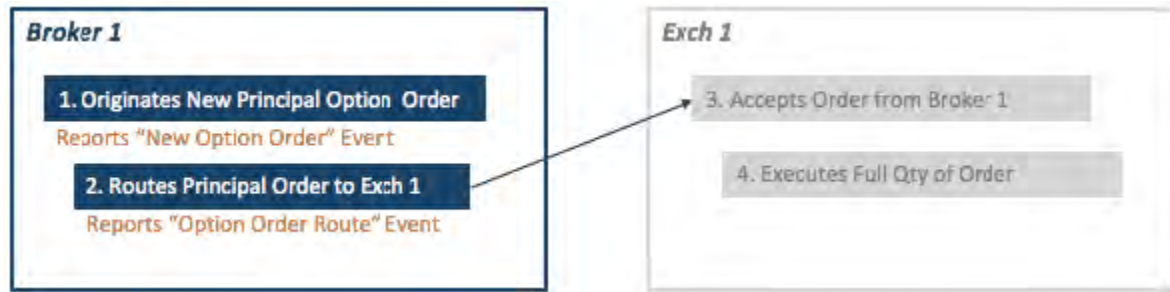 Broker 1
1. Originates New Principal Option Order
Reports "New Option Order" Event
2. Routes Principal Order to Exch 1
Reports "Option Order Route" Event
Exch 1
3. Accepts Order from Broker 1
4. Executes Full Qty of Order